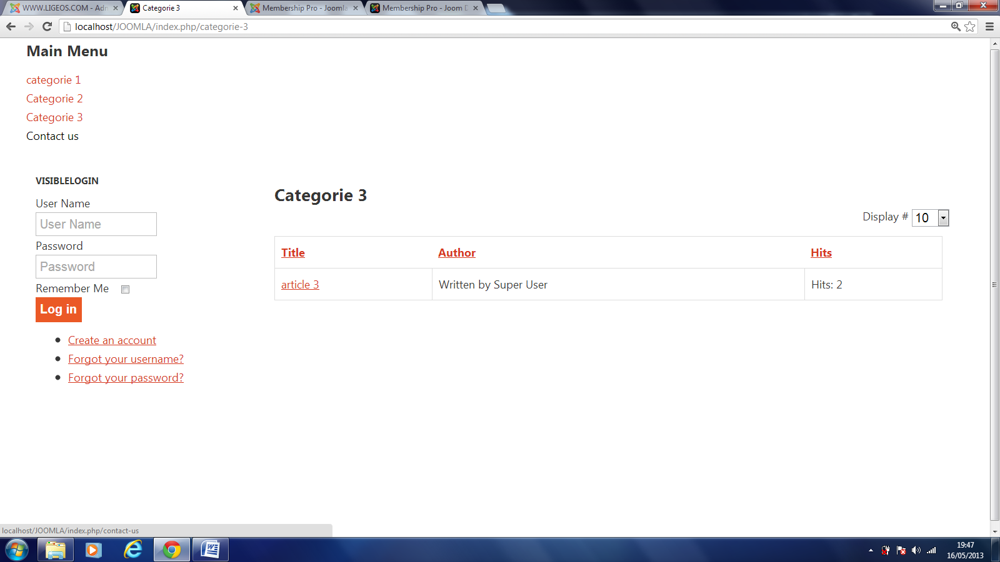 WWW.LIGEOS.COM - Adn
Categorie 3
Membership Pro - Joomla
Membership Pro - Joom D
localhost/JOOMLA/index.php/categorie-3
Main Menu
categorie 1
Categorie 2
Categorie 3
Contact us
VISIBLELOGIN
User Name
User Name
Password
Password
Remember Me
Log in
Create an account
Forgot your username?
Forgot your password?
Categorie 3
Display # 10
Title Author Hits
article 3 Written by Super User Hits: 2
localhost/JOOMLA/index.php/contact-us
19:47
16/05/2013